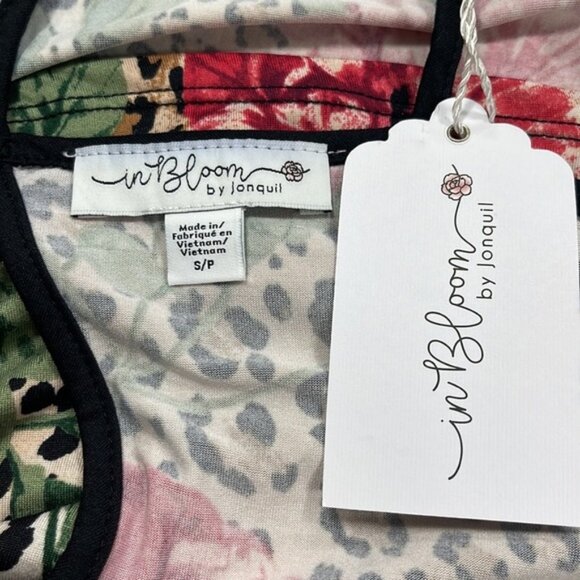 in Bloom
by Jonquil
Made in/
Fabriqué en
Vietnam/
Vietnam
S/P
in Bloom
by Jonquil